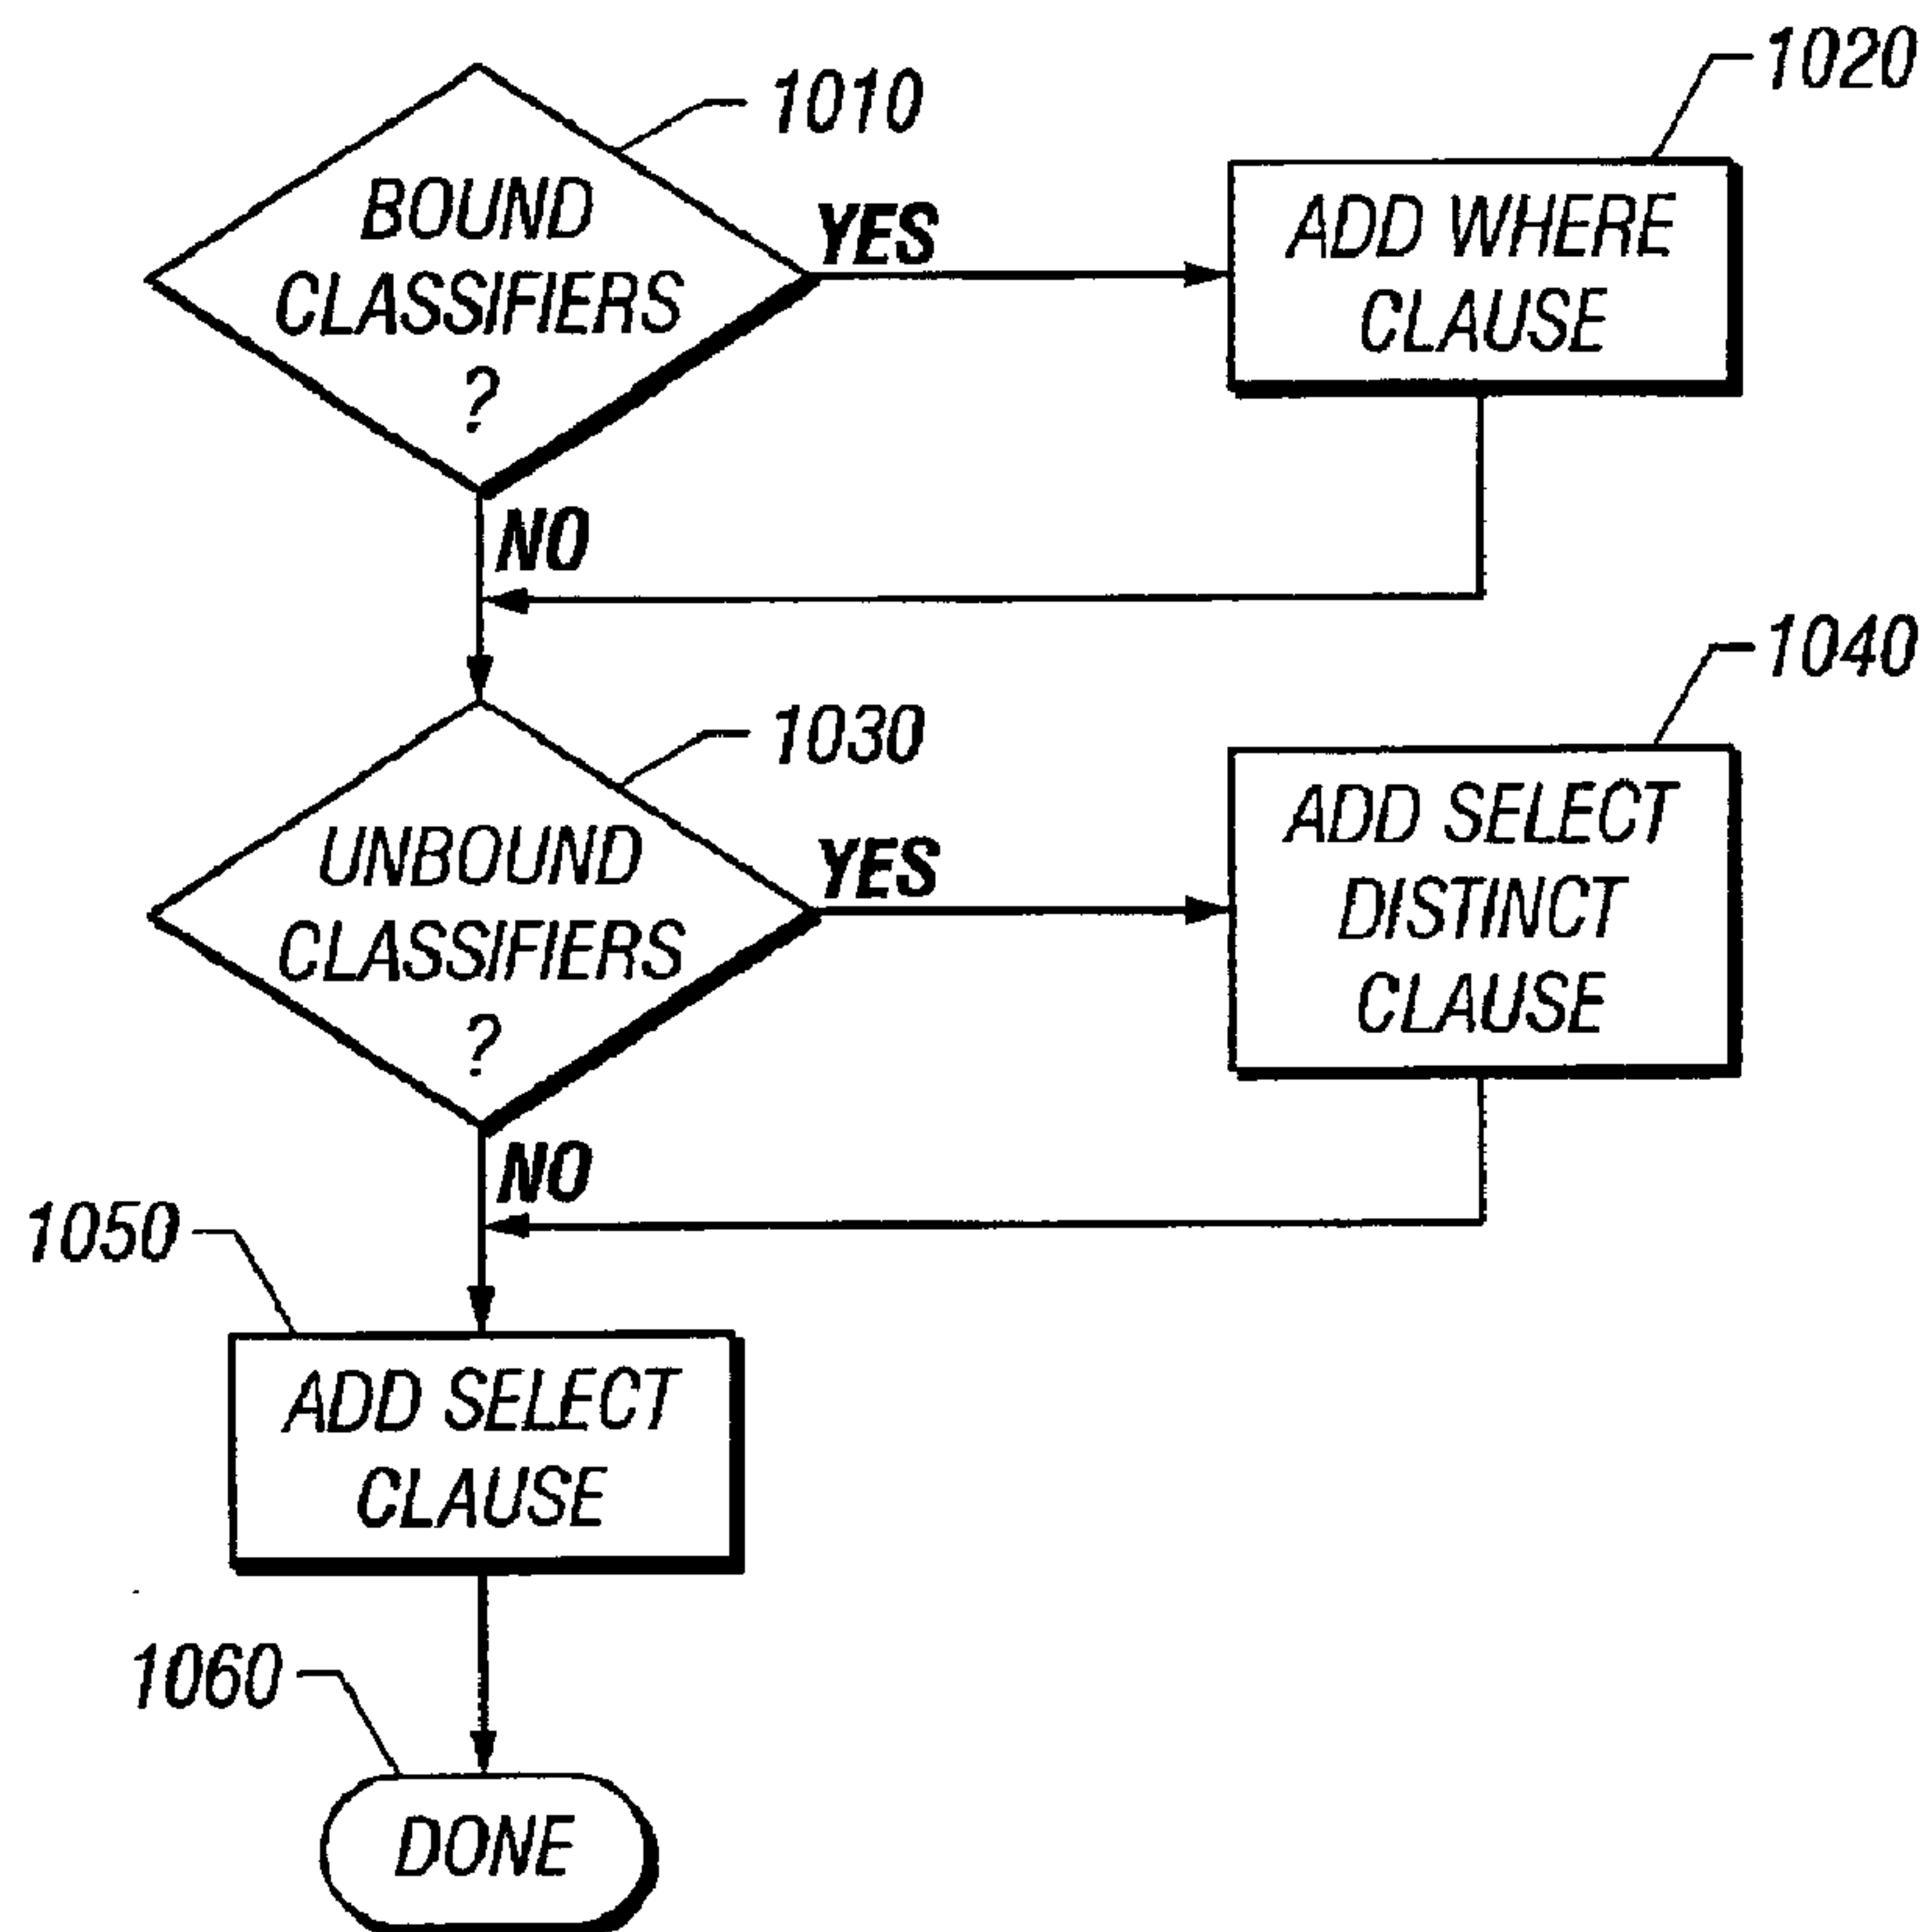 1010
BOUND
CLASSIFIERS
?
YES
NO
1020
ADD WHERE
CLAUSE
1030
UNBOUND
CLASSIFIERS
?
YES
NO
1040
ADD SELECT
DISTINCT
CLAUSE
1050
ADD SELECT
CLAUSE
1060
DONE